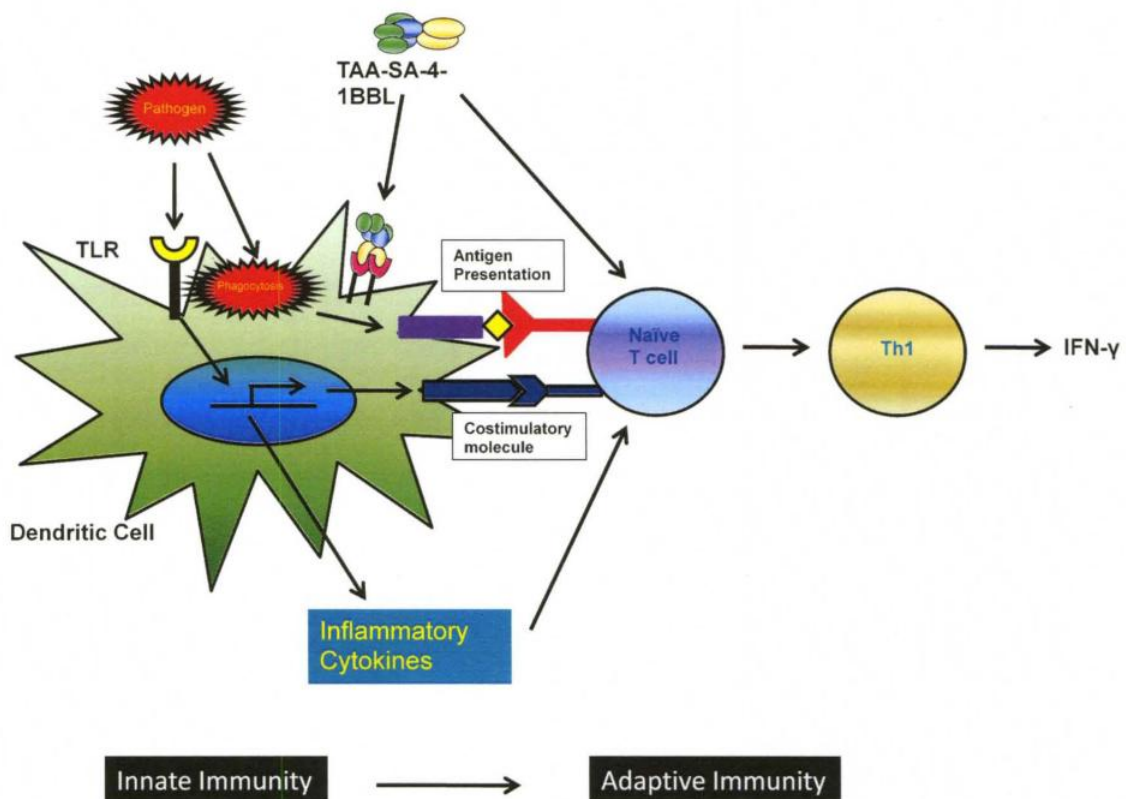 TAA-SA-4-
1BBL
Pathogen
TLR
Phagocytosis
Antigen
Presentation
Naïve
T cell
Th1
IFN-γ
Costimulatory
molecule
Dendritic Cell
Inflammatory
Cytokines
Innate Immunity
Adaptive Immunity